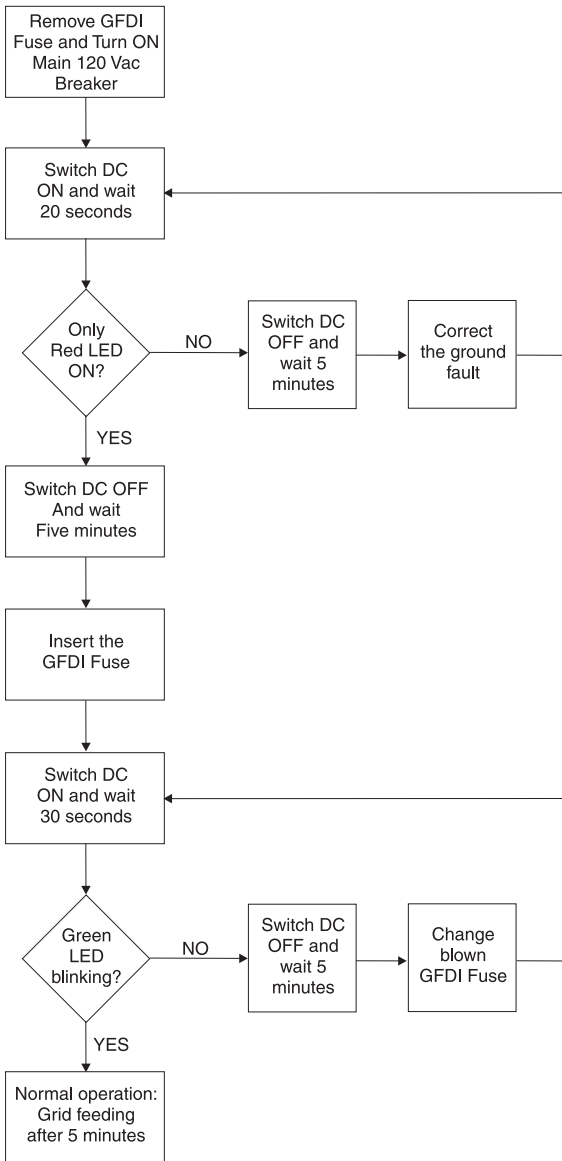 Remove GFDI
Fuse and Turn ON
Main 120 Vac
Breaker
Switch DC
ON and wait
20 seconds
Only
Red LED
ON?
NO
Switch DC
OFF and
wait 5
minutes
Correct
the ground
fault
YES
Switch DC OFF
And wait
Five minutes
Insert the
GFDI Fuse
Switch DC
ON and wait
30 seconds
Green
LED
blinking?
NO
Switch DC
OFF and
wait 5
minutes
Change
blown
GFDI Fuse
YES
Normal operation:
Grid feeding
after 5 minutes